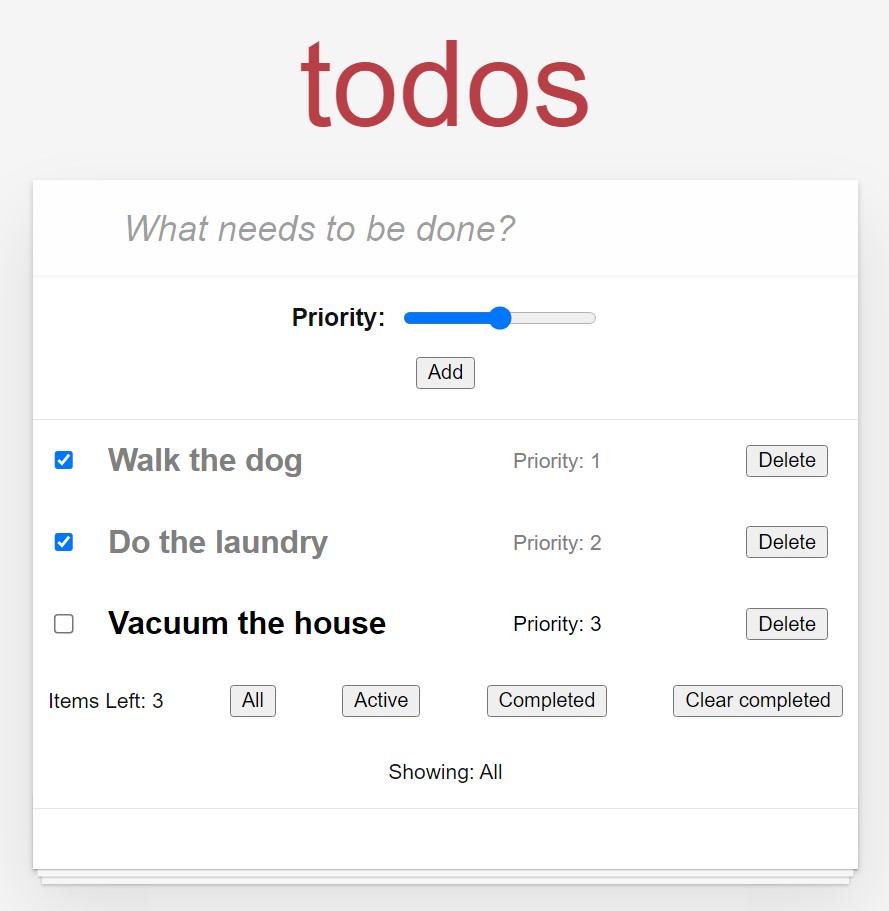 todos
What needs to be done?
Priority:
Add
Walk the dog Priority: 1 Delete
Do the laundry Priority: 2 Delete
Vacuum the house Priority: 3 Delete
Items Left: 3 All Active Completed Clear completed
Showing: All